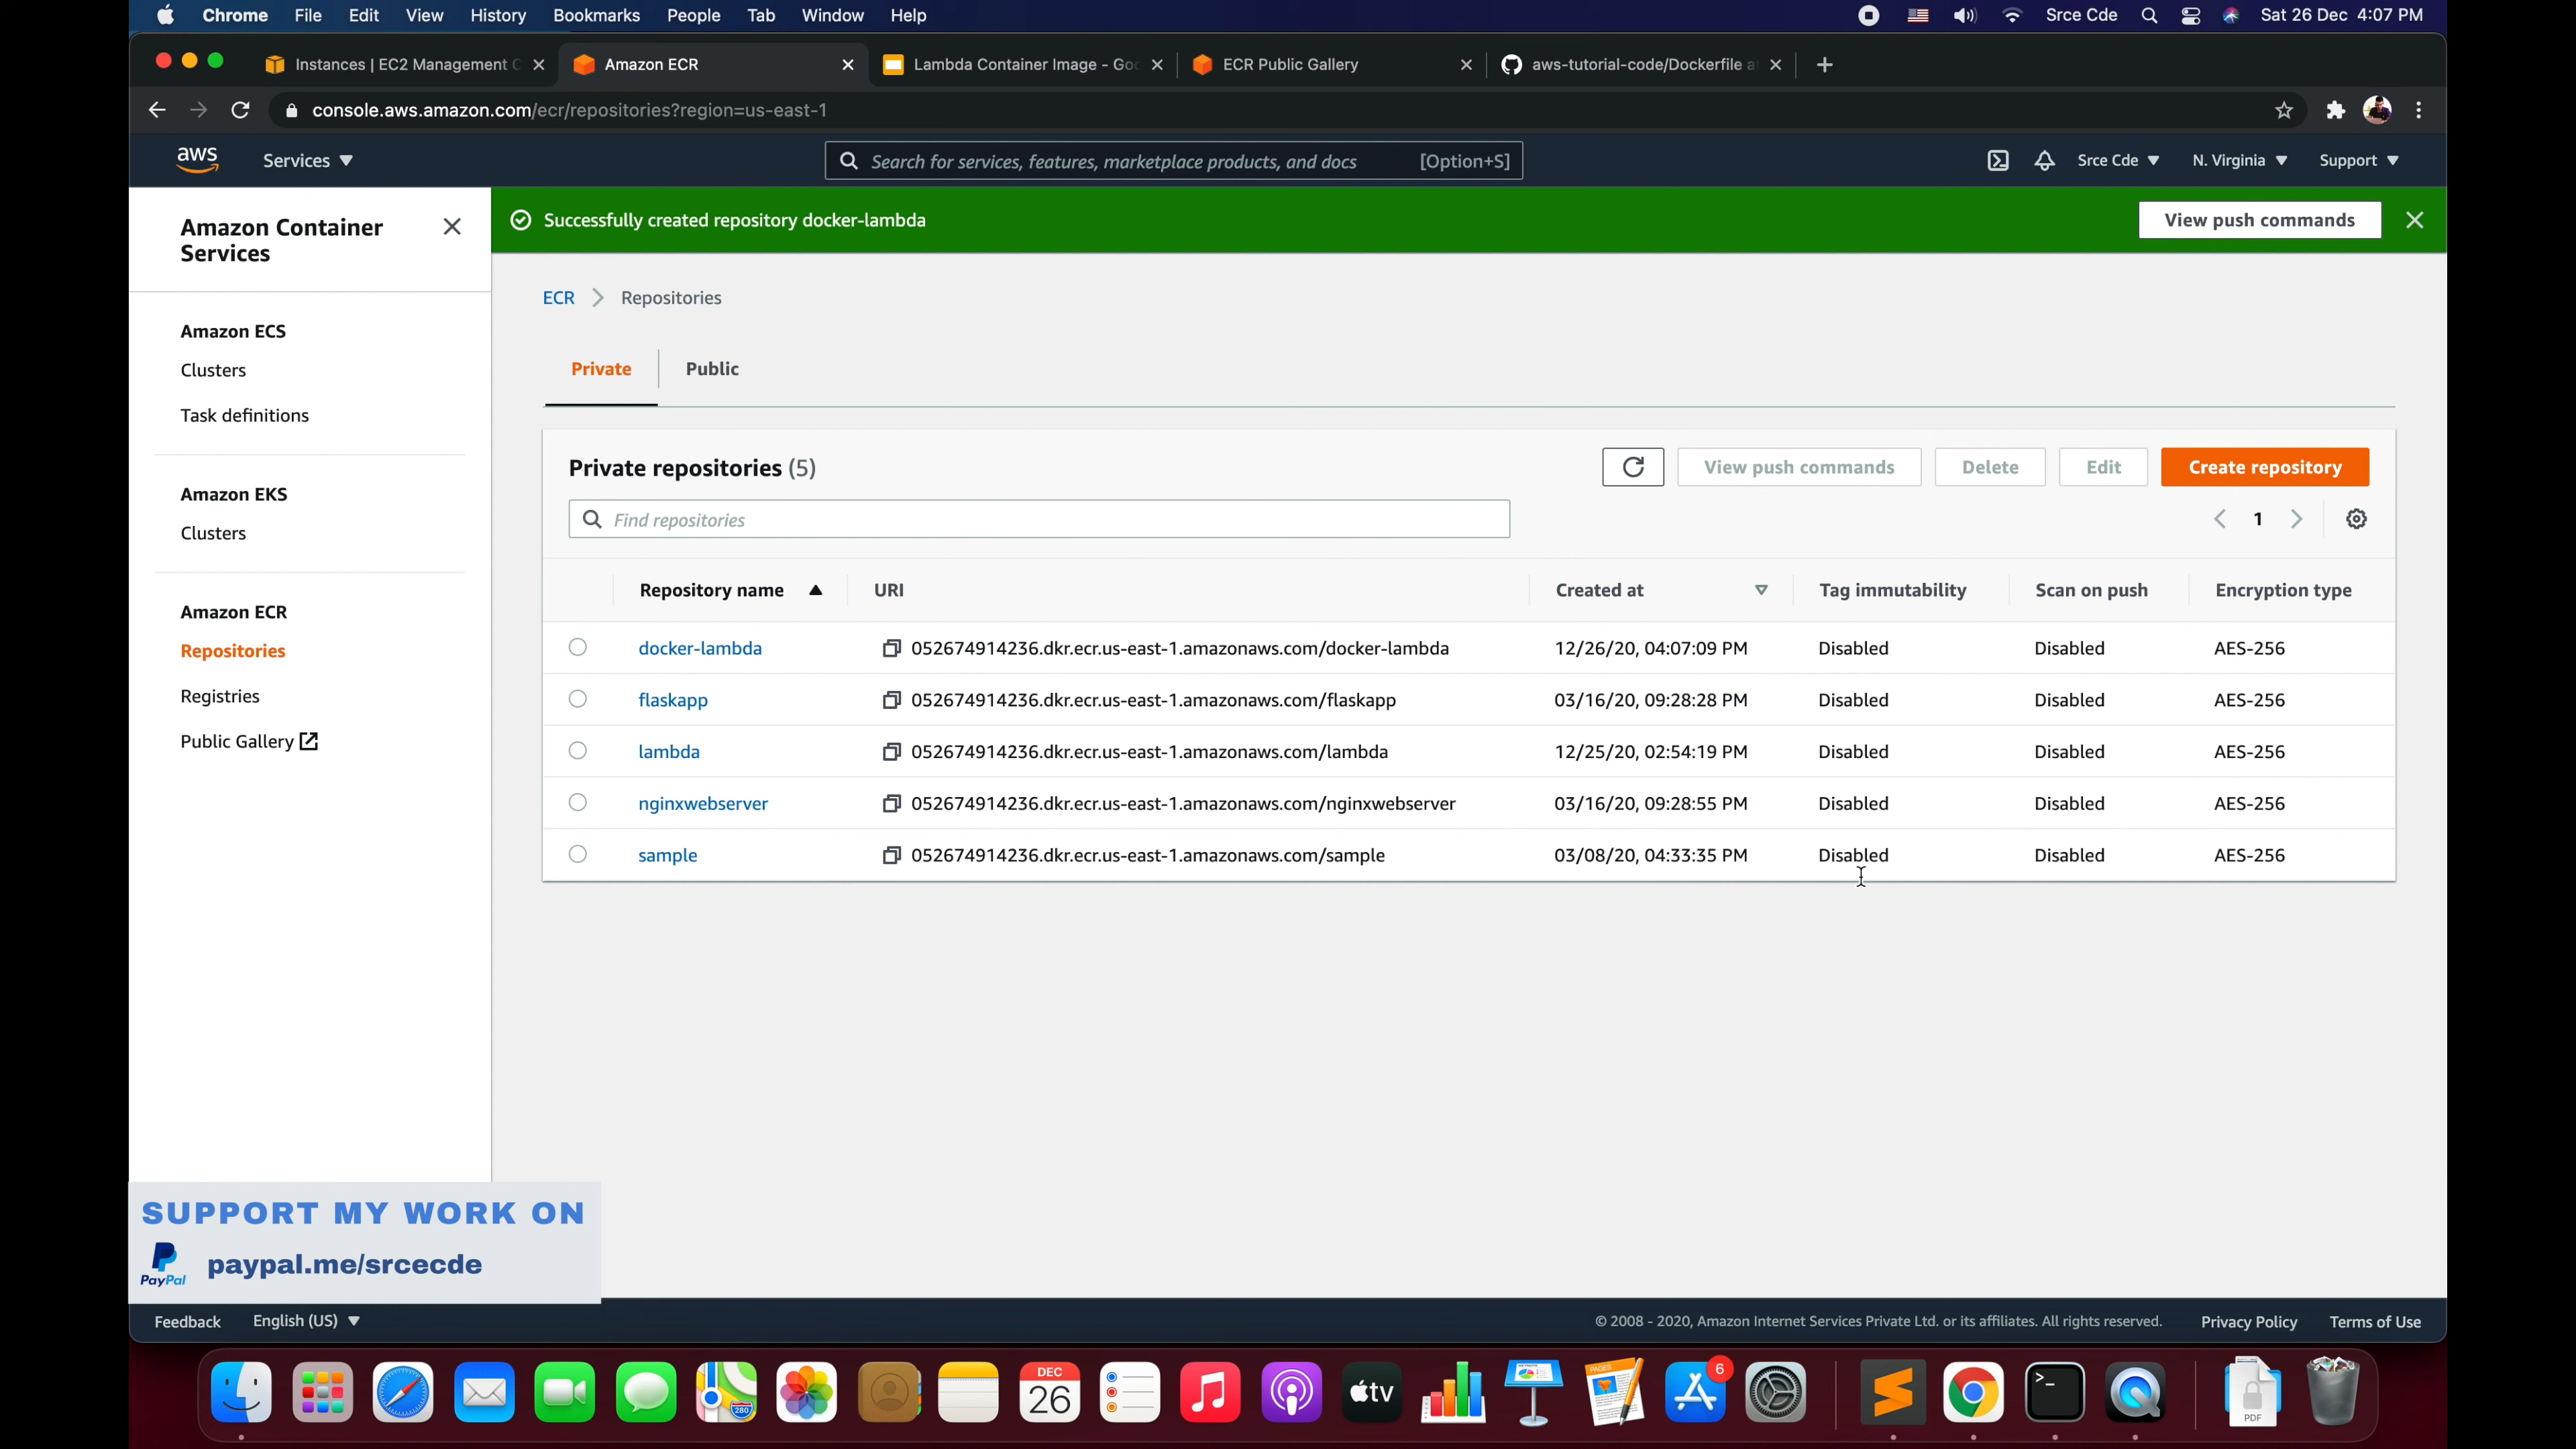 Chrome File Edit View History Bookmarks People Tab Window Help Srce Cde Sat 26 Dec 4:07 PM
Instances | EC2 Management C Amazon ECR Lambda Container Image - Goo ECR Public Gallery aws-tutorial-code/Dockerfile a
console.aws.amazon.com/ecr/repositories?region=us-east-1
aws Services Search for services, features, marketplace products, and docs [Option+S] Srce Cde N. Virginia Support
Amazon Container
Services
Successfully created repository docker-lambda View push commands
Amazon ECS
Clusters
Task definitions
Amazon EKS
Clusters
Amazon ECR
Repositories
Registries
Public Gallery
ECR Repositories
Private Public
Private repositories (5) View push commands Delete Edit Create repository
Find repositories 1
Repository name URI Created at Tag immutability Scan on push Encryption type
docker-lambda 052674914236.dkr.ecr.us-east-1.amazonaws.com/docker-lambda 12/26/20, 04:07:09 PM Disabled Disabled AES-256
flaskapp 052674914236.dkr.ecr.us-east-1.amazonaws.com/flaskapp 03/16/20, 09:28:28 PM Disabled Disabled AES-256
lambda 052674914236.dkr.ecr.us-east-1.amazonaws.com/lambda 12/25/20, 02:54:19 PM Disabled Disabled AES-256
nginxwebserver 052674914236.dkr.ecr.us-east-1.amazonaws.com/nginxwebserver 03/16/20, 09:28:55 PM Disabled Disabled AES-256
sample 052674914236.dkr.ecr.us-east-1.amazonaws.com/sample 03/08/20, 04:33:35 PM Disabled Disabled AES-256
SUPPORT MY WORK ON
PayPal paypal.me/srcecde
Feedback English (US) © 2008 - 2020, Amazon Internet Services Private Ltd. or its affiliates. All rights reserved. Privacy Policy Terms of Use
DEC
26
280
tv
PAGES
6
PDF